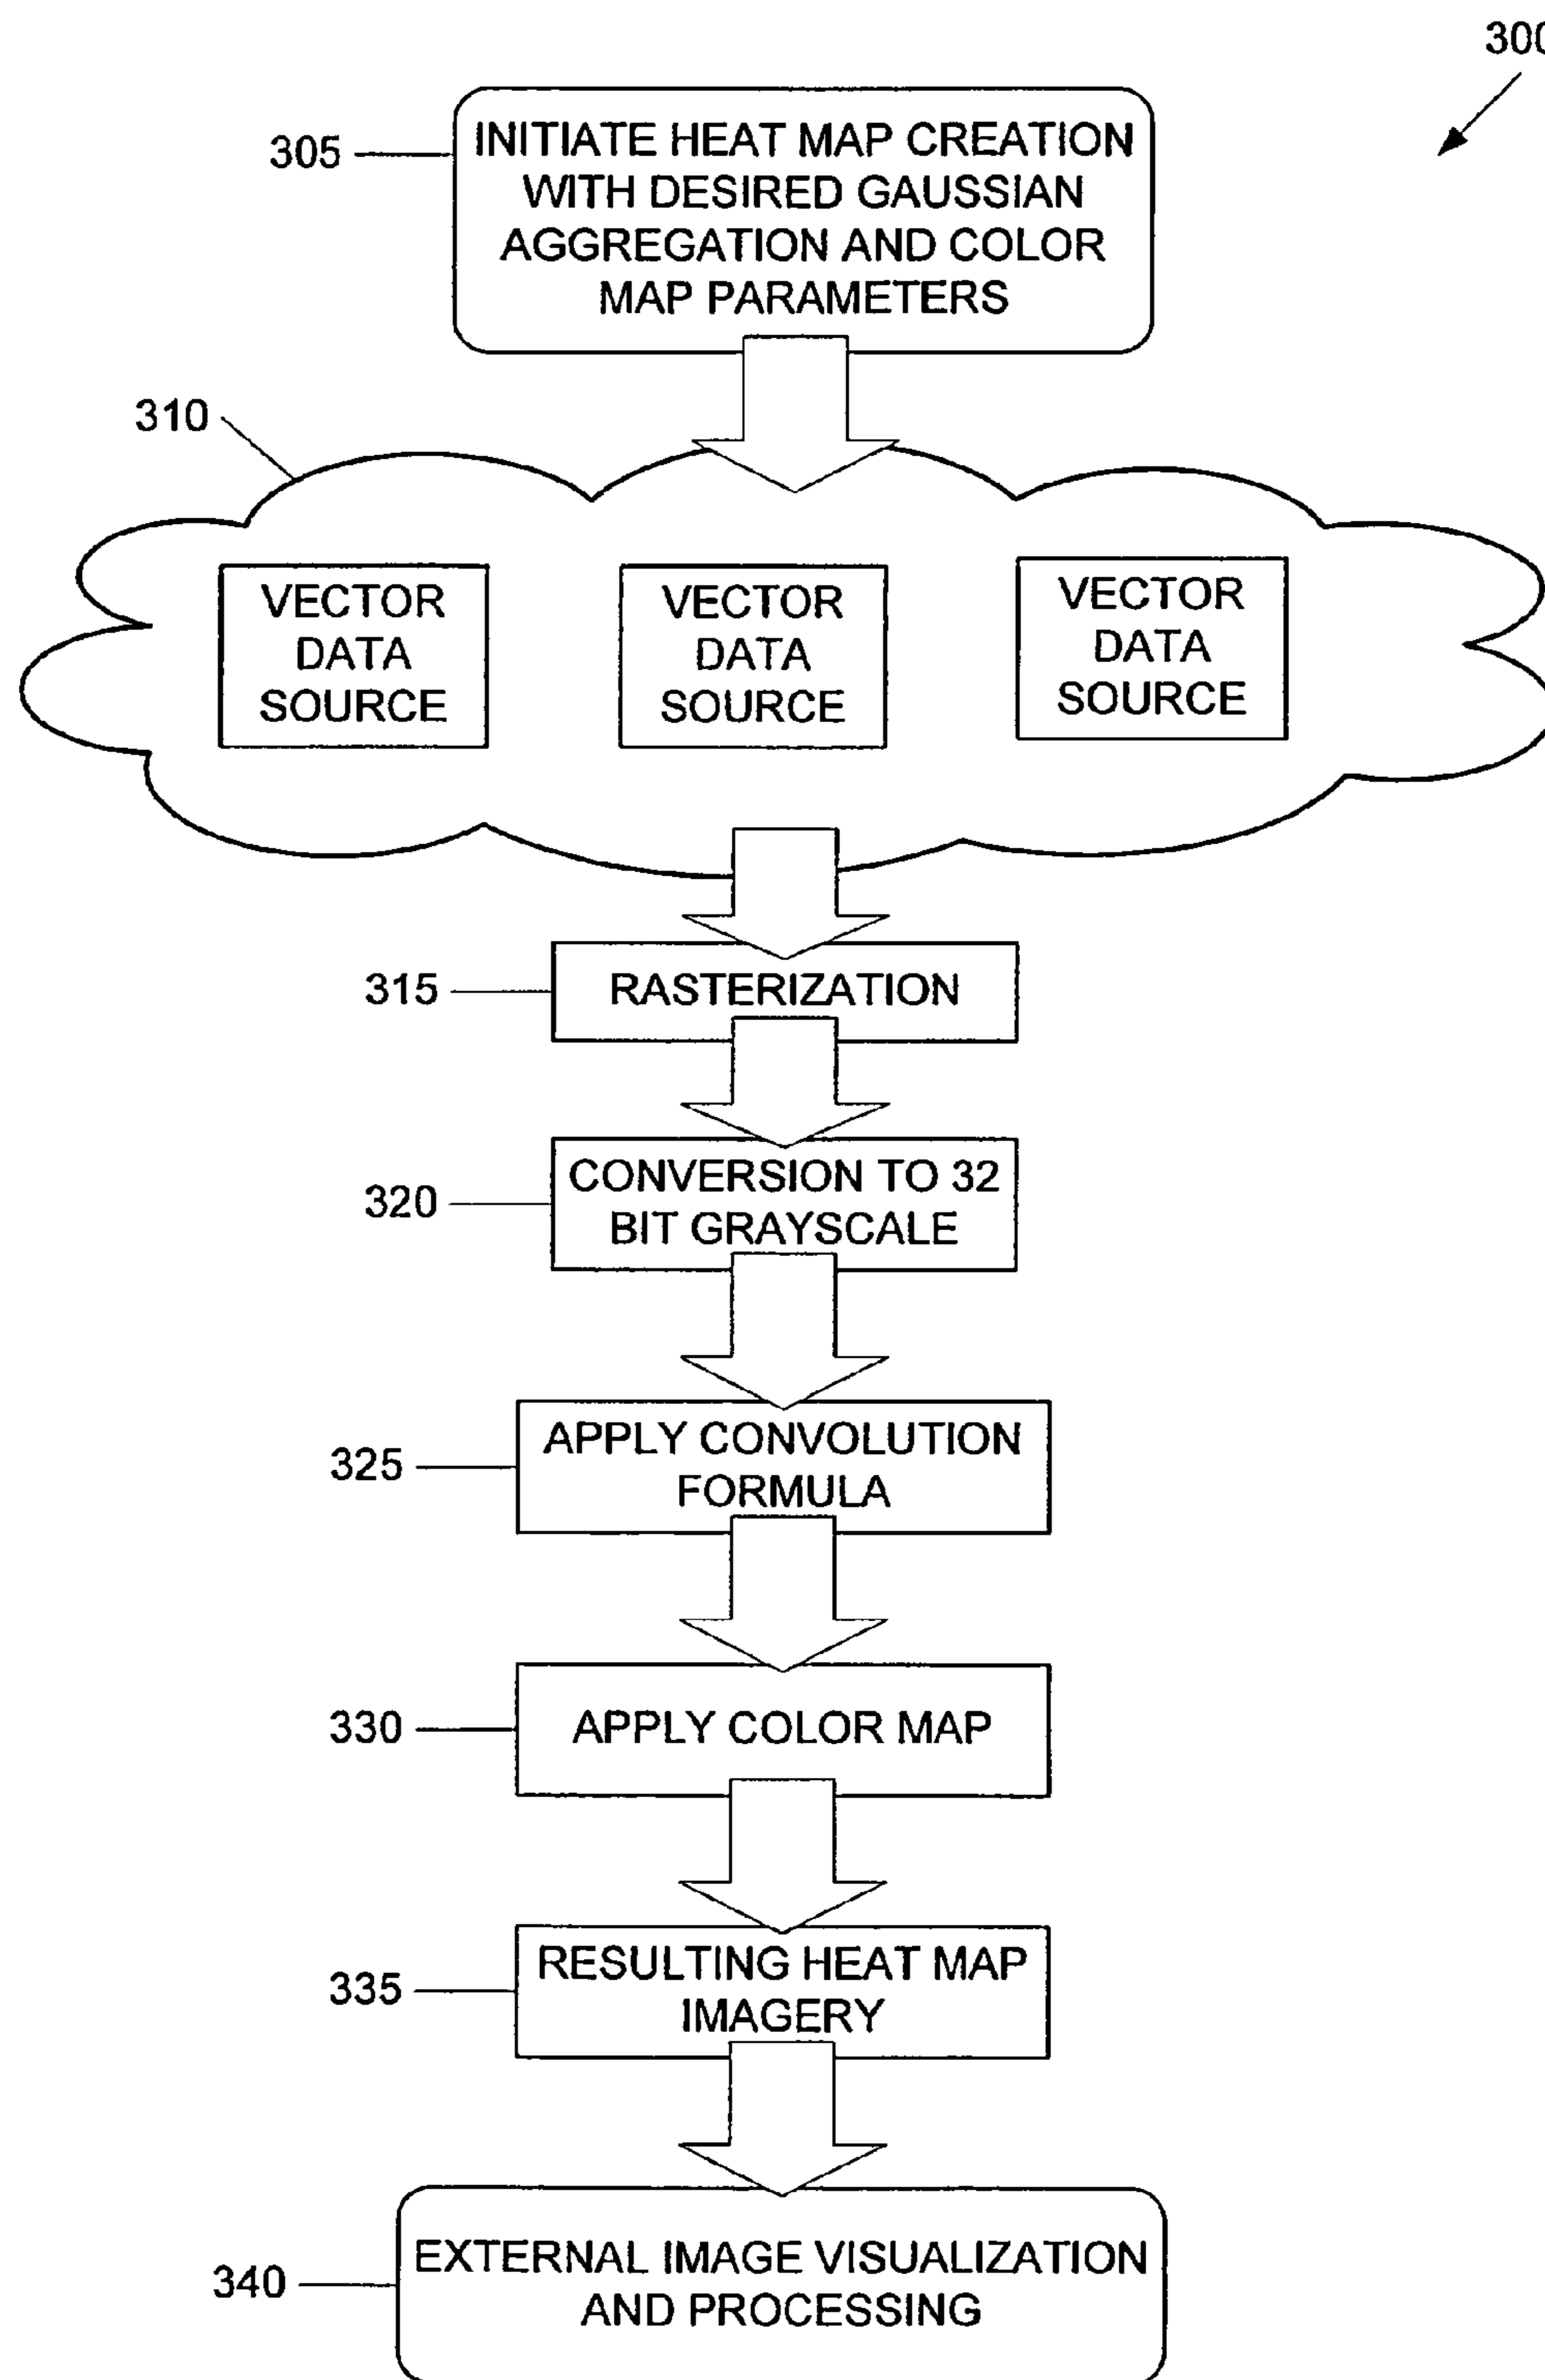 300
305
INITIATE HEAT MAP CREATION
WITH DESIRED GAUSSIAN
AGGREGATION AND COLOR
MAP PARAMETERS
310
VECTOR
DATA
SOURCE
VECTOR
DATA
SOURCE
VECTOR
DATA
SOURCE
315
RASTERIZATION
320
CONVERSION TO 32
BIT GRAYSCALE
325
APPLY CONVOLUTION
FORMULA
330
APPLY COLOR MAP
335
RESULTING HEAT MAP
IMAGERY
340
EXTERNAL IMAGE VISUALIZATION
AND PROCESSING